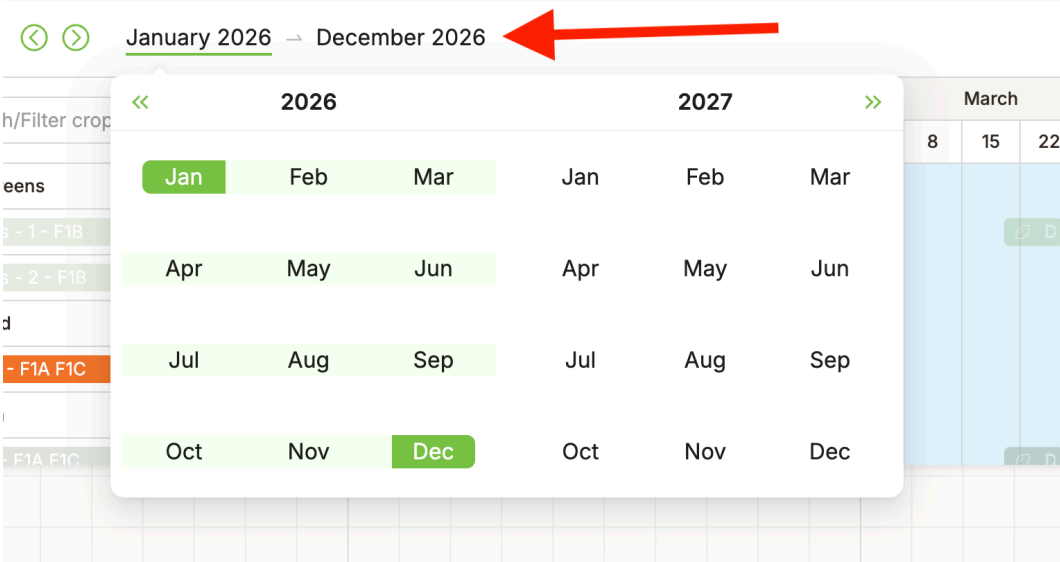 January 2026 → December 2026
2026 2027
March
h/Filter crop
8 15 22
Jan Feb Mar Jan Feb Mar
eens
s - 1 - F1B
D
Apr May Jun Apr May Jun
s - 2 - F1B
d
Jul Aug Sep Jul Aug Sep
- F1A F1C
Oct Nov Dec Oct Nov Dec
- F1A F1C
D